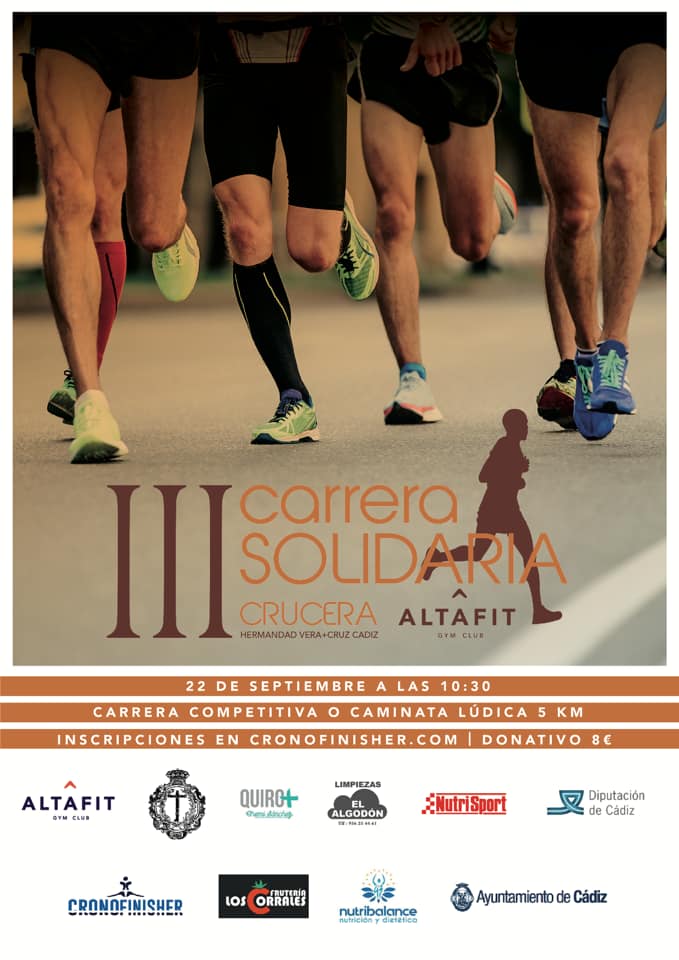 III
carrera
SOLIDARIA
CRUCERA
HERMANDAD VERA+CRUZ CADIZ
ALTAFIT
GYM CLUB
22 DE SEPTIEMBRE A LAS 10:30
CARRERA COMPETITIVA O CAMINATA LÚDICA 5 KM
INSCRIPCIONES EN CRONOFINISHER.COM | DONATIVO 8€
ALTAFIT
GYM CLUB
QUIRO+
LIMPIEZAS
EL
ALGODÓN
NutriSport
Diputación
de Cádiz
CRONOFINISHER
FRUTERÍA
LOS CORRALES
nutribalance
nutrición y dietética
Ayuntamiento de Cádiz